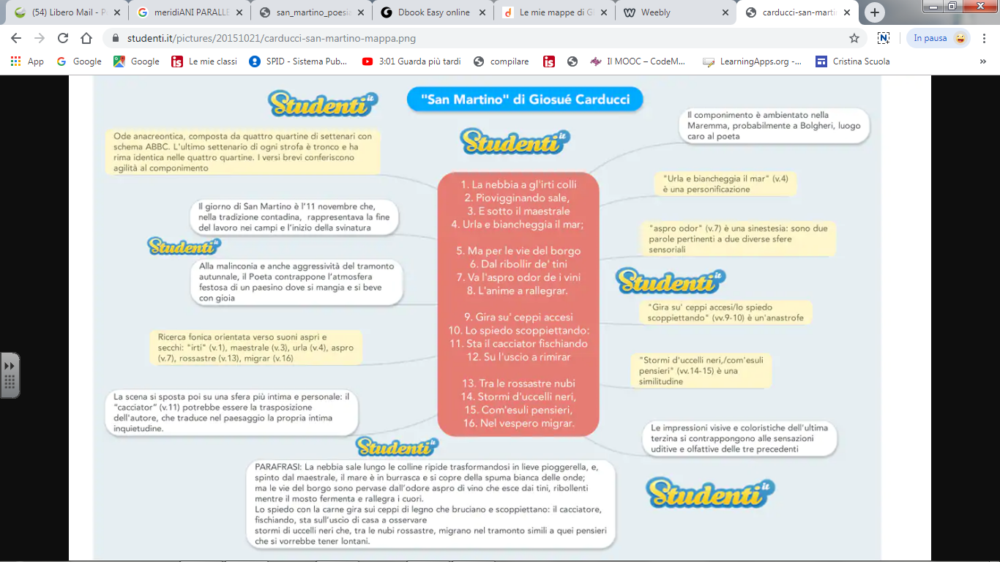 (54) Libero Mail - P
meridiANI PARALLE
san_martino_poesia
Dbook Easy online
Le mie mappe di G
Weebly
carducci-san-marti
studenti.it/pictures/20151021/carducci-san-martino-mappa.png
In pausa
App
Google
Google
Le mie classi
SPID - Sistema Pub...
3:01 Guarda più tardi
compilare
Il MOOC – CodeM...
LearningApps.org -...
Cristina Scuola
Studenti.it
"San Martino" di Giosué Carducci
Studenti.it
Ode anacreontica, composta da quattro quartine di settenari con
schema ABBC. L'ultimo settenario di ogni strofa è tronco e ha
rima identica nelle quattro quartine. I versi brevi conferiscono
agilità al componimento
Il giorno di San Martino è l'11 novembre che,
nella tradizione contadina, rappresentava la fine
del lavoro nei campi e l'inizio della svinatura
Studenti.it
Alla malinconia e anche aggressività del tramonto
autunnale, il Poeta contrappone l'atmosfera
festosa di un paesino dove si mangia e si beve
con gioia
Ricerca fonica orientata verso suoni aspri e
secchi: "irti" (v.1), maestrale (v.3), urla (v.4), aspro
(v.7), rossastre (v.13), migrar (v.16)
La scena si sposta poi su una sfera più intima e personale: il
"cacciator" (v.11) potrebbe essere la trasposizione
dell'autore, che traduce nel paesaggio la propria intima
inquietudine.
1. La nebbia a gl'irti colli
2. Piovigginando sale,
3. E sotto il maestrale
4. Urla e biancheggia il mar;
5. Ma per le vie del borgo
6. Dal ribollir de' tini
7. Va l'aspro odor de i vini
8. L'anime a rallegrar.
9. Gira su' ceppi accesi
10. Lo spiedo scoppiettando:
11. Sta il cacciator fischiando
12. Su l'uscio a rimirar
13. Tra le rossastre nubi
14. Stormi d'uccelli neri,
15. Com'esuli pensieri,
16. Nel vespero migrar.
Il componimento è ambientato nella
Maremma, probabilmente a Bolgheri, luogo
caro al poeta
"Urla e biancheggia il mar" (v.4)
è una personificazione
"aspro odor" (v.7) è una sinestesia: sono due
parole pertinenti a due diverse sfere
sensoriali
Studenti.it
"Gira su' ceppi accesi/lo spiedo
scoppiettando" (vv.9-10) è un'anastrofe
"Stormi d'uccelli neri,/com'esuli
pensieri" (vv.14-15) è una
similitudine
Le impressioni visive e coloristiche dell'ultima
terzina si contrappongono alle sensazioni
uditive e olfattive delle tre precedenti
Studenti.it
PARAFRASI: La nebbia sale lungo le colline ripide trasformandosi in lieve pioggerella, e,
spinto dal maestrale, il mare è in burrasca e si copre della spuma bianca delle onde;
ma le vie del borgo sono pervase dall'odore aspro di vino che esce dai tini, ribollenti
mentre il mosto fermenta e rallegra i cuori.
Lo spiedo con la carne gira sui ceppi di legno che bruciano e scoppiettano: il cacciatore,
fischiando, sta sull'uscio di casa a osservare
stormi di uccelli neri che, tra le nubi rossastre, migrano nel tramonto simili a quei pensieri
che si vorrebbe tener lontani.
Studenti.it